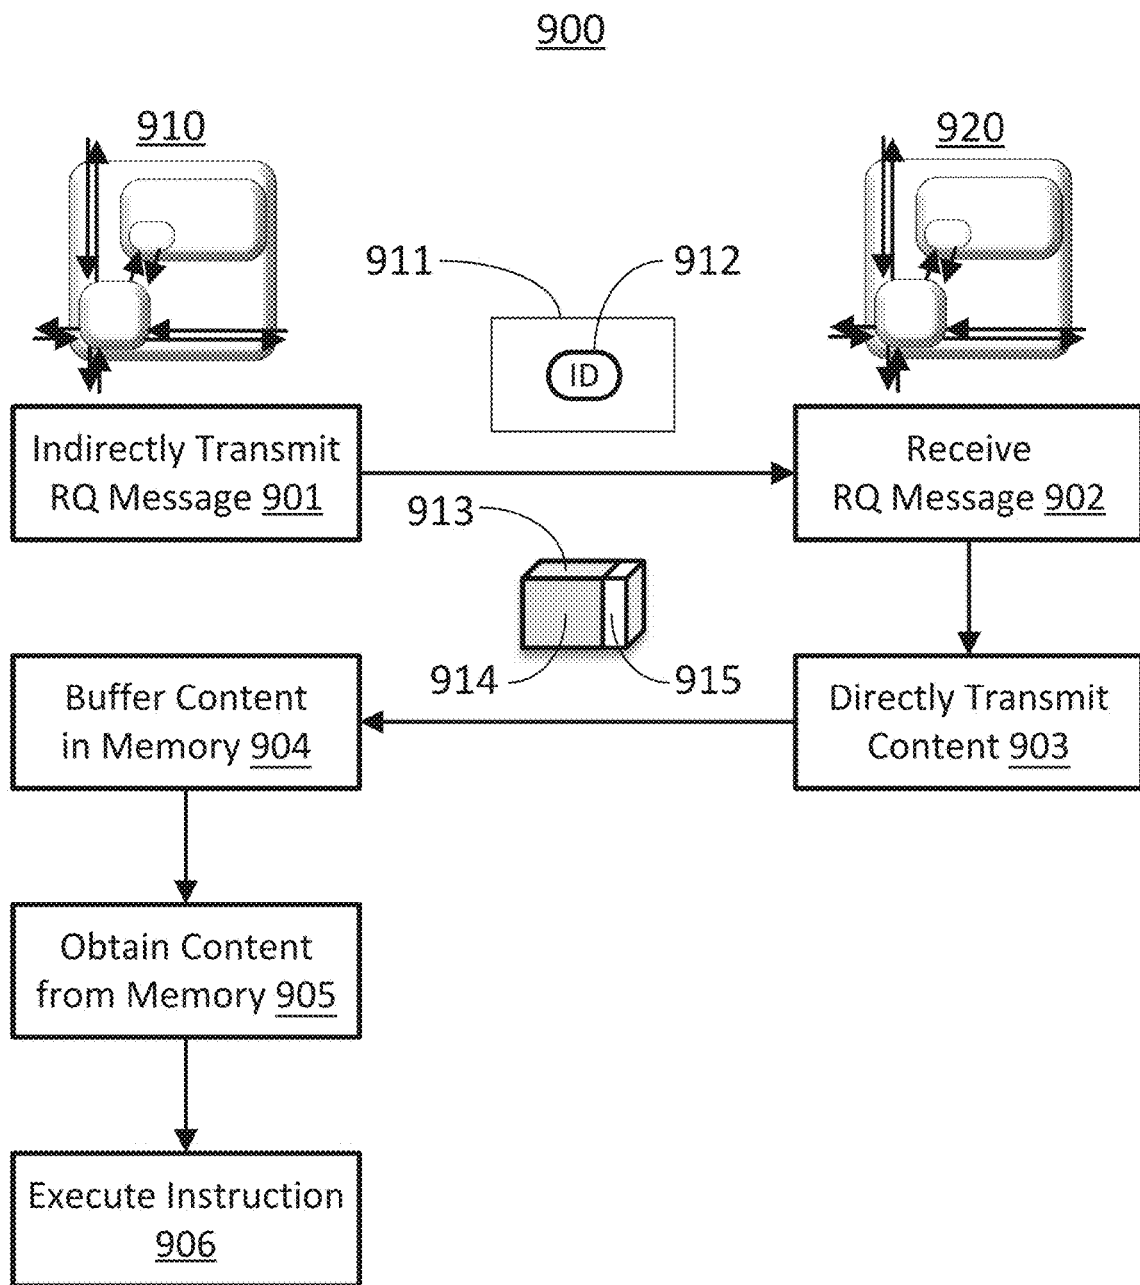 900
910
920
911
912
ID
Indirectly Transmit
RQ Message 901
Receive
RQ Message 902
913
914
915
Buffer Content
in Memory 904
Directly Transmit
Content 903
Obtain Content
from Memory 905
Execute Instruction
906